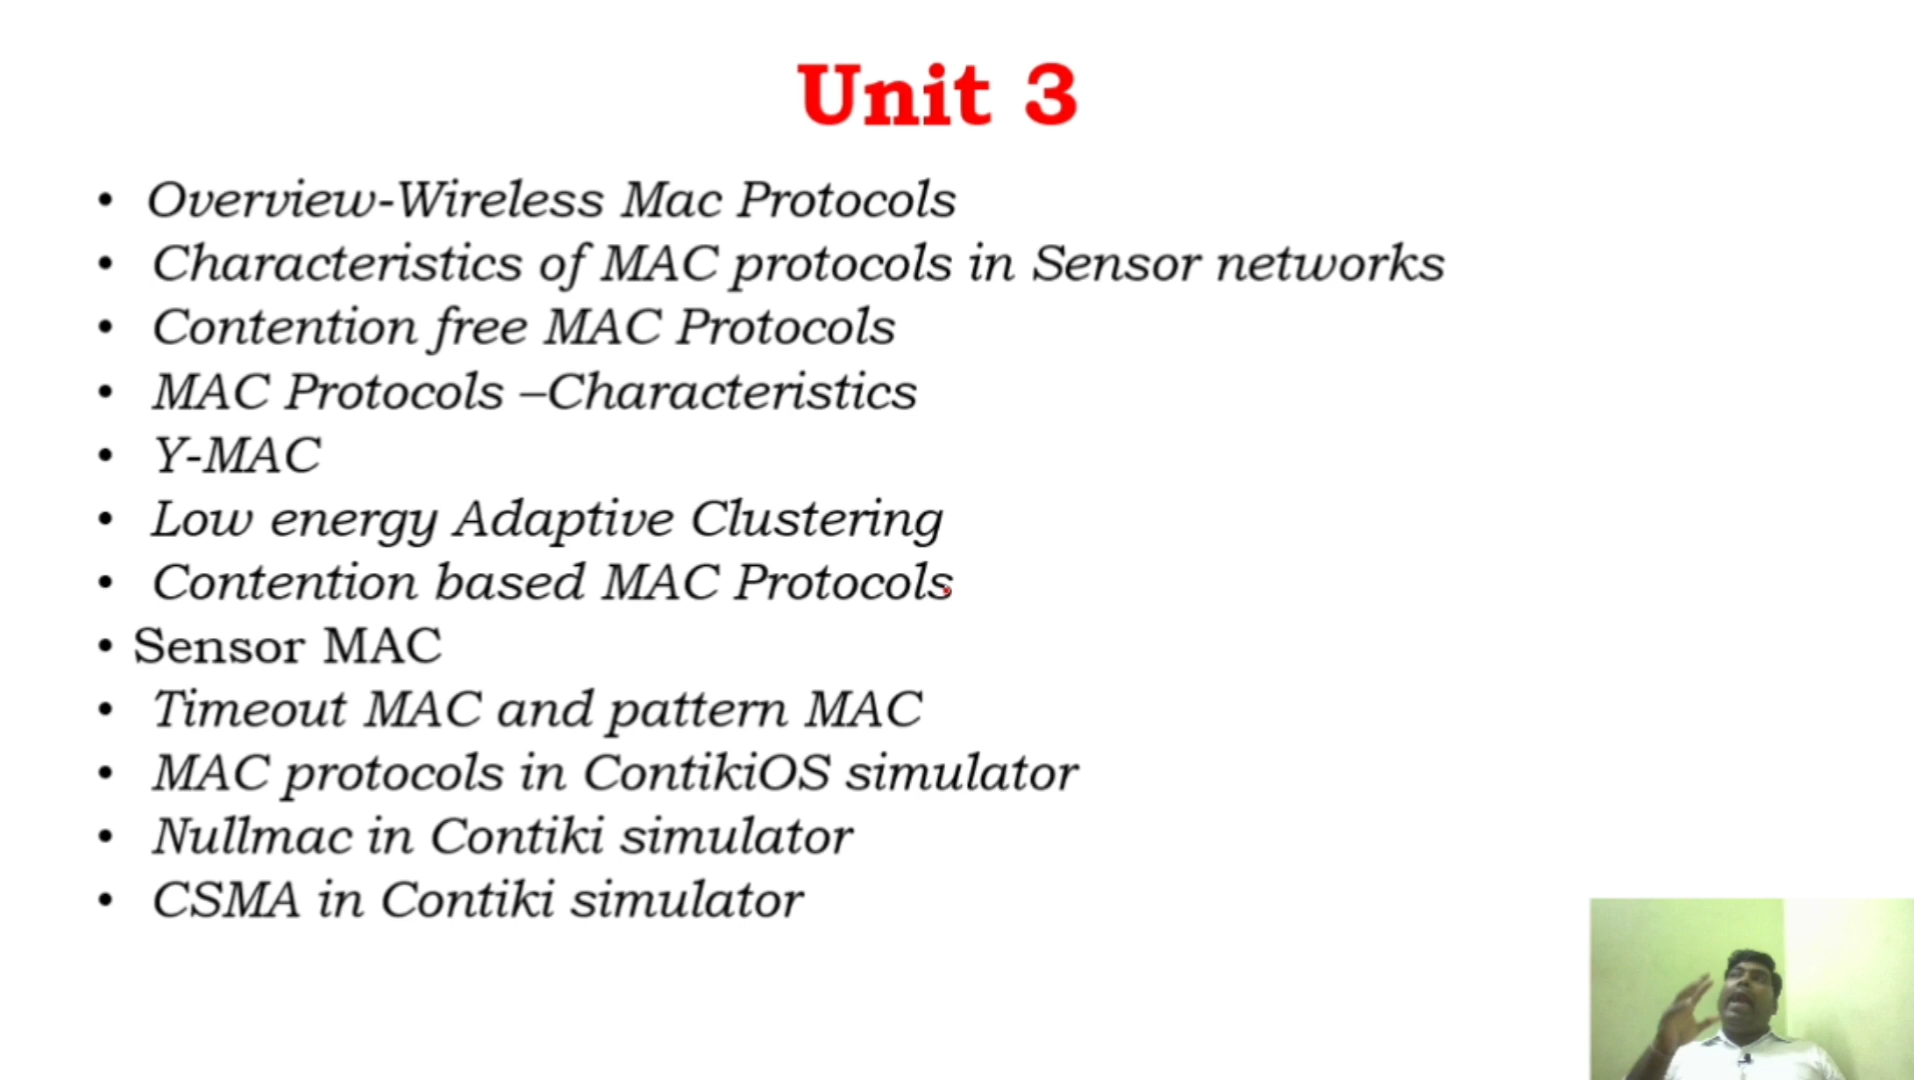 Unit 3
• Overview-Wireless Mac Protocols
• Characteristics of MAC protocols in Sensor networks
• Contention free MAC Protocols
• MAC Protocols –Characteristics
• Y-MAC
• Low energy Adaptive Clustering
• Contention based MAC Protocols
• Sensor MAC
• Timeout MAC and pattern MAC
• MAC protocols in ContikiOS simulator
• Nullmac in Contiki simulator
• CSMA in Contiki simulator